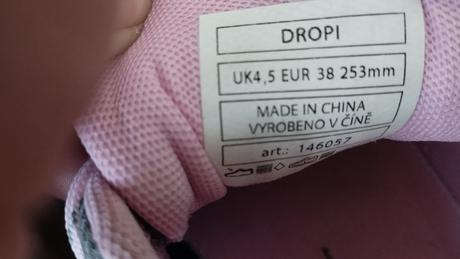 DROPI
UK4,5 EUR 38 253mm
MADE IN CHINA
VYROBENO V ČÍNĚ
art.: 146057